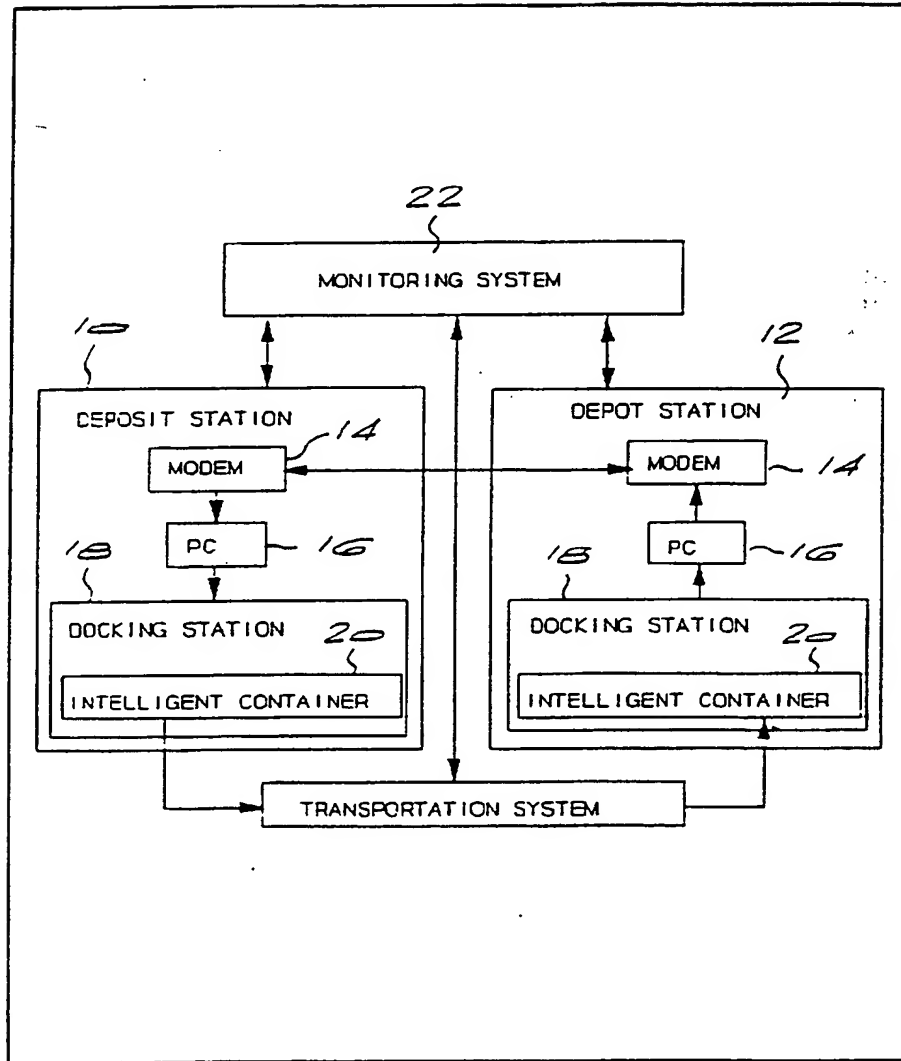 22
MONITORING SYSTEM
10
12
DEPOSIT STATION
DEPOT STATION
14
MODEM
MODEM
14
PC
16
PC
16
18
18
DOCKING STATION
DOCKING STATION
20
20
INTELLIGENT CONTAINER
INTELLIGENT CONTAINER
TRANSPORTATION SYSTEM